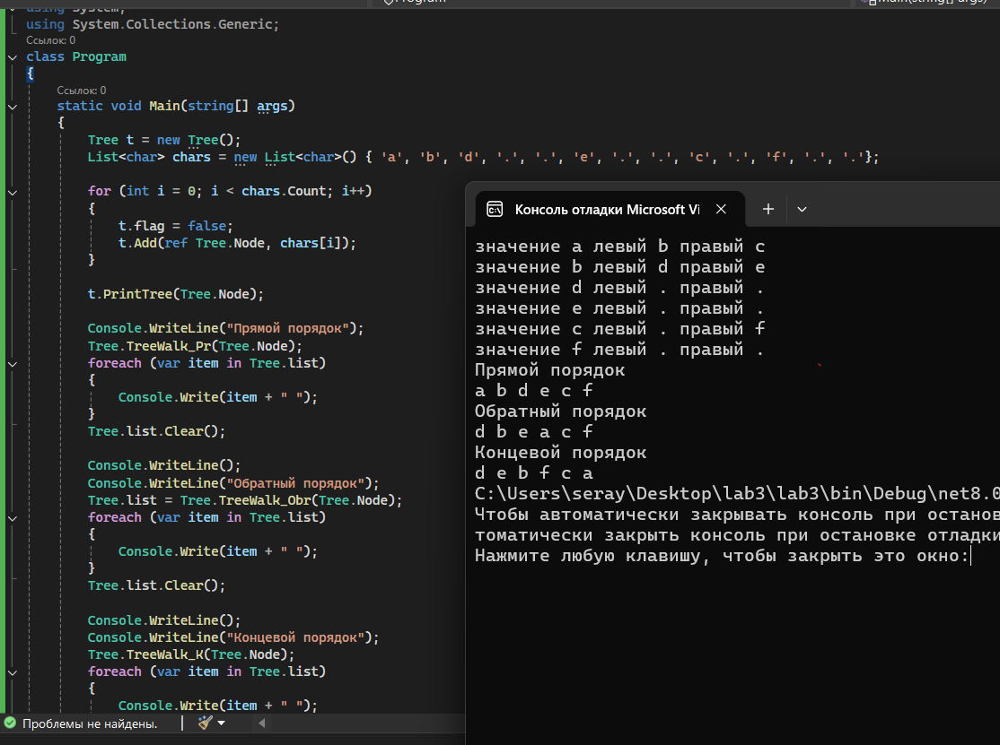 using System;
using System.Collections.Generic;
Ссылок: 0
class Program
{
Ссылок: 0
static void Main(string[] args)
{
Tree t = new Tree();
List<char> chars = new List<char>() { 'a', 'b', 'd', '.', '.', 'e', '.', '.', 'c', '.', 'f', '.', '.'};
for (int i = 0; i < chars.Count; i++)
{
t.flag = false;
t.Add(ref Tree.Node, chars[i]);
}
t.PrintTree(Tree.Node);
Console.WriteLine("Прямой порядок");
Tree.TreeWalk_Pr(Tree.Node);
foreach (var item in Tree.list)
{
Console.Write(item + " ");
}
Tree.list.Clear();
Console.WriteLine();
Console.WriteLine("Обратный порядок");
Tree.list = Tree.TreeWalk_Obr(Tree.Node);
foreach (var item in Tree.list)
{
Console.Write(item + " ");
}
Tree.list.Clear();
Console.WriteLine();
Console.WriteLine("Концевой порядок");
Tree.TreeWalk_K(Tree.Node);
foreach (var item in Tree.list)
{
Console.Write(item + " ");
Проблемы не найдены.
Консоль отладки Microsoft Vi
значение a левый b правый c
значение b левый d правый e
значение d левый . правый .
значение e левый . правый .
значение c левый . правый f
значение f левый . правый .
Прямой порядок
a b d e c f
Обратный порядок
d b e a c f
Концевой порядок
d e b f c a
C:\Users\seray\Desktop\lab3\lab3\bin\Debug\net8.0
Чтобы автоматически закрывать консоль при останов
томатически закрыть консоль при остановке отладки
Нажмите любую клавишу, чтобы закрыть это окно: